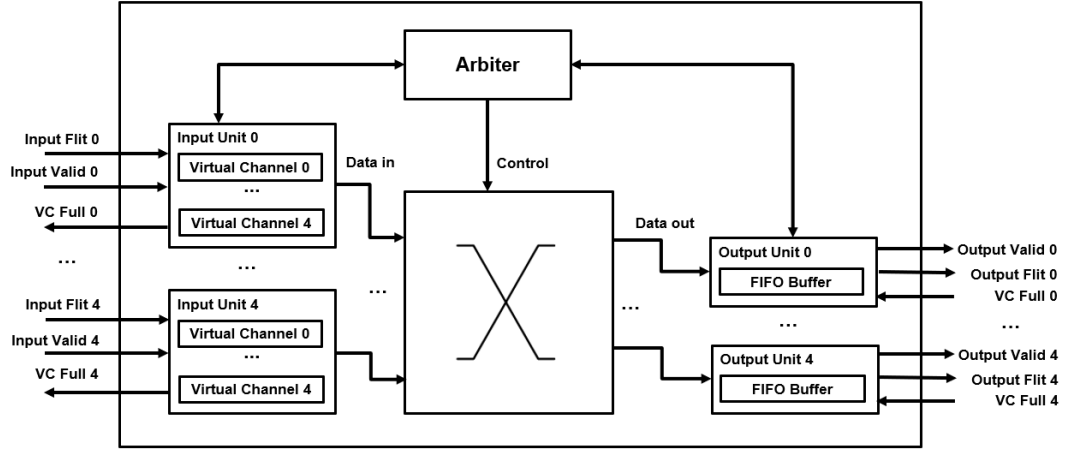 Arbiter
Input Flit 0
Input Valid 0
VC Full 0
...
Input Flit 4
Input Valid 4
VC Full 4
Input Unit 0
Virtual Channel 0
...
Virtual Channel 4
...
Input Unit 4
Virtual Channel 0
...
Virtual Channel 4
Data in
...
Control
Data out
...
Output Unit 0
FIFO Buffer
...
Output Unit 4
FIFO Buffer
Output Valid 0
Output Flit 0
VC Full 0
...
Output Valid 4
Output Flit 4
VC Full 4